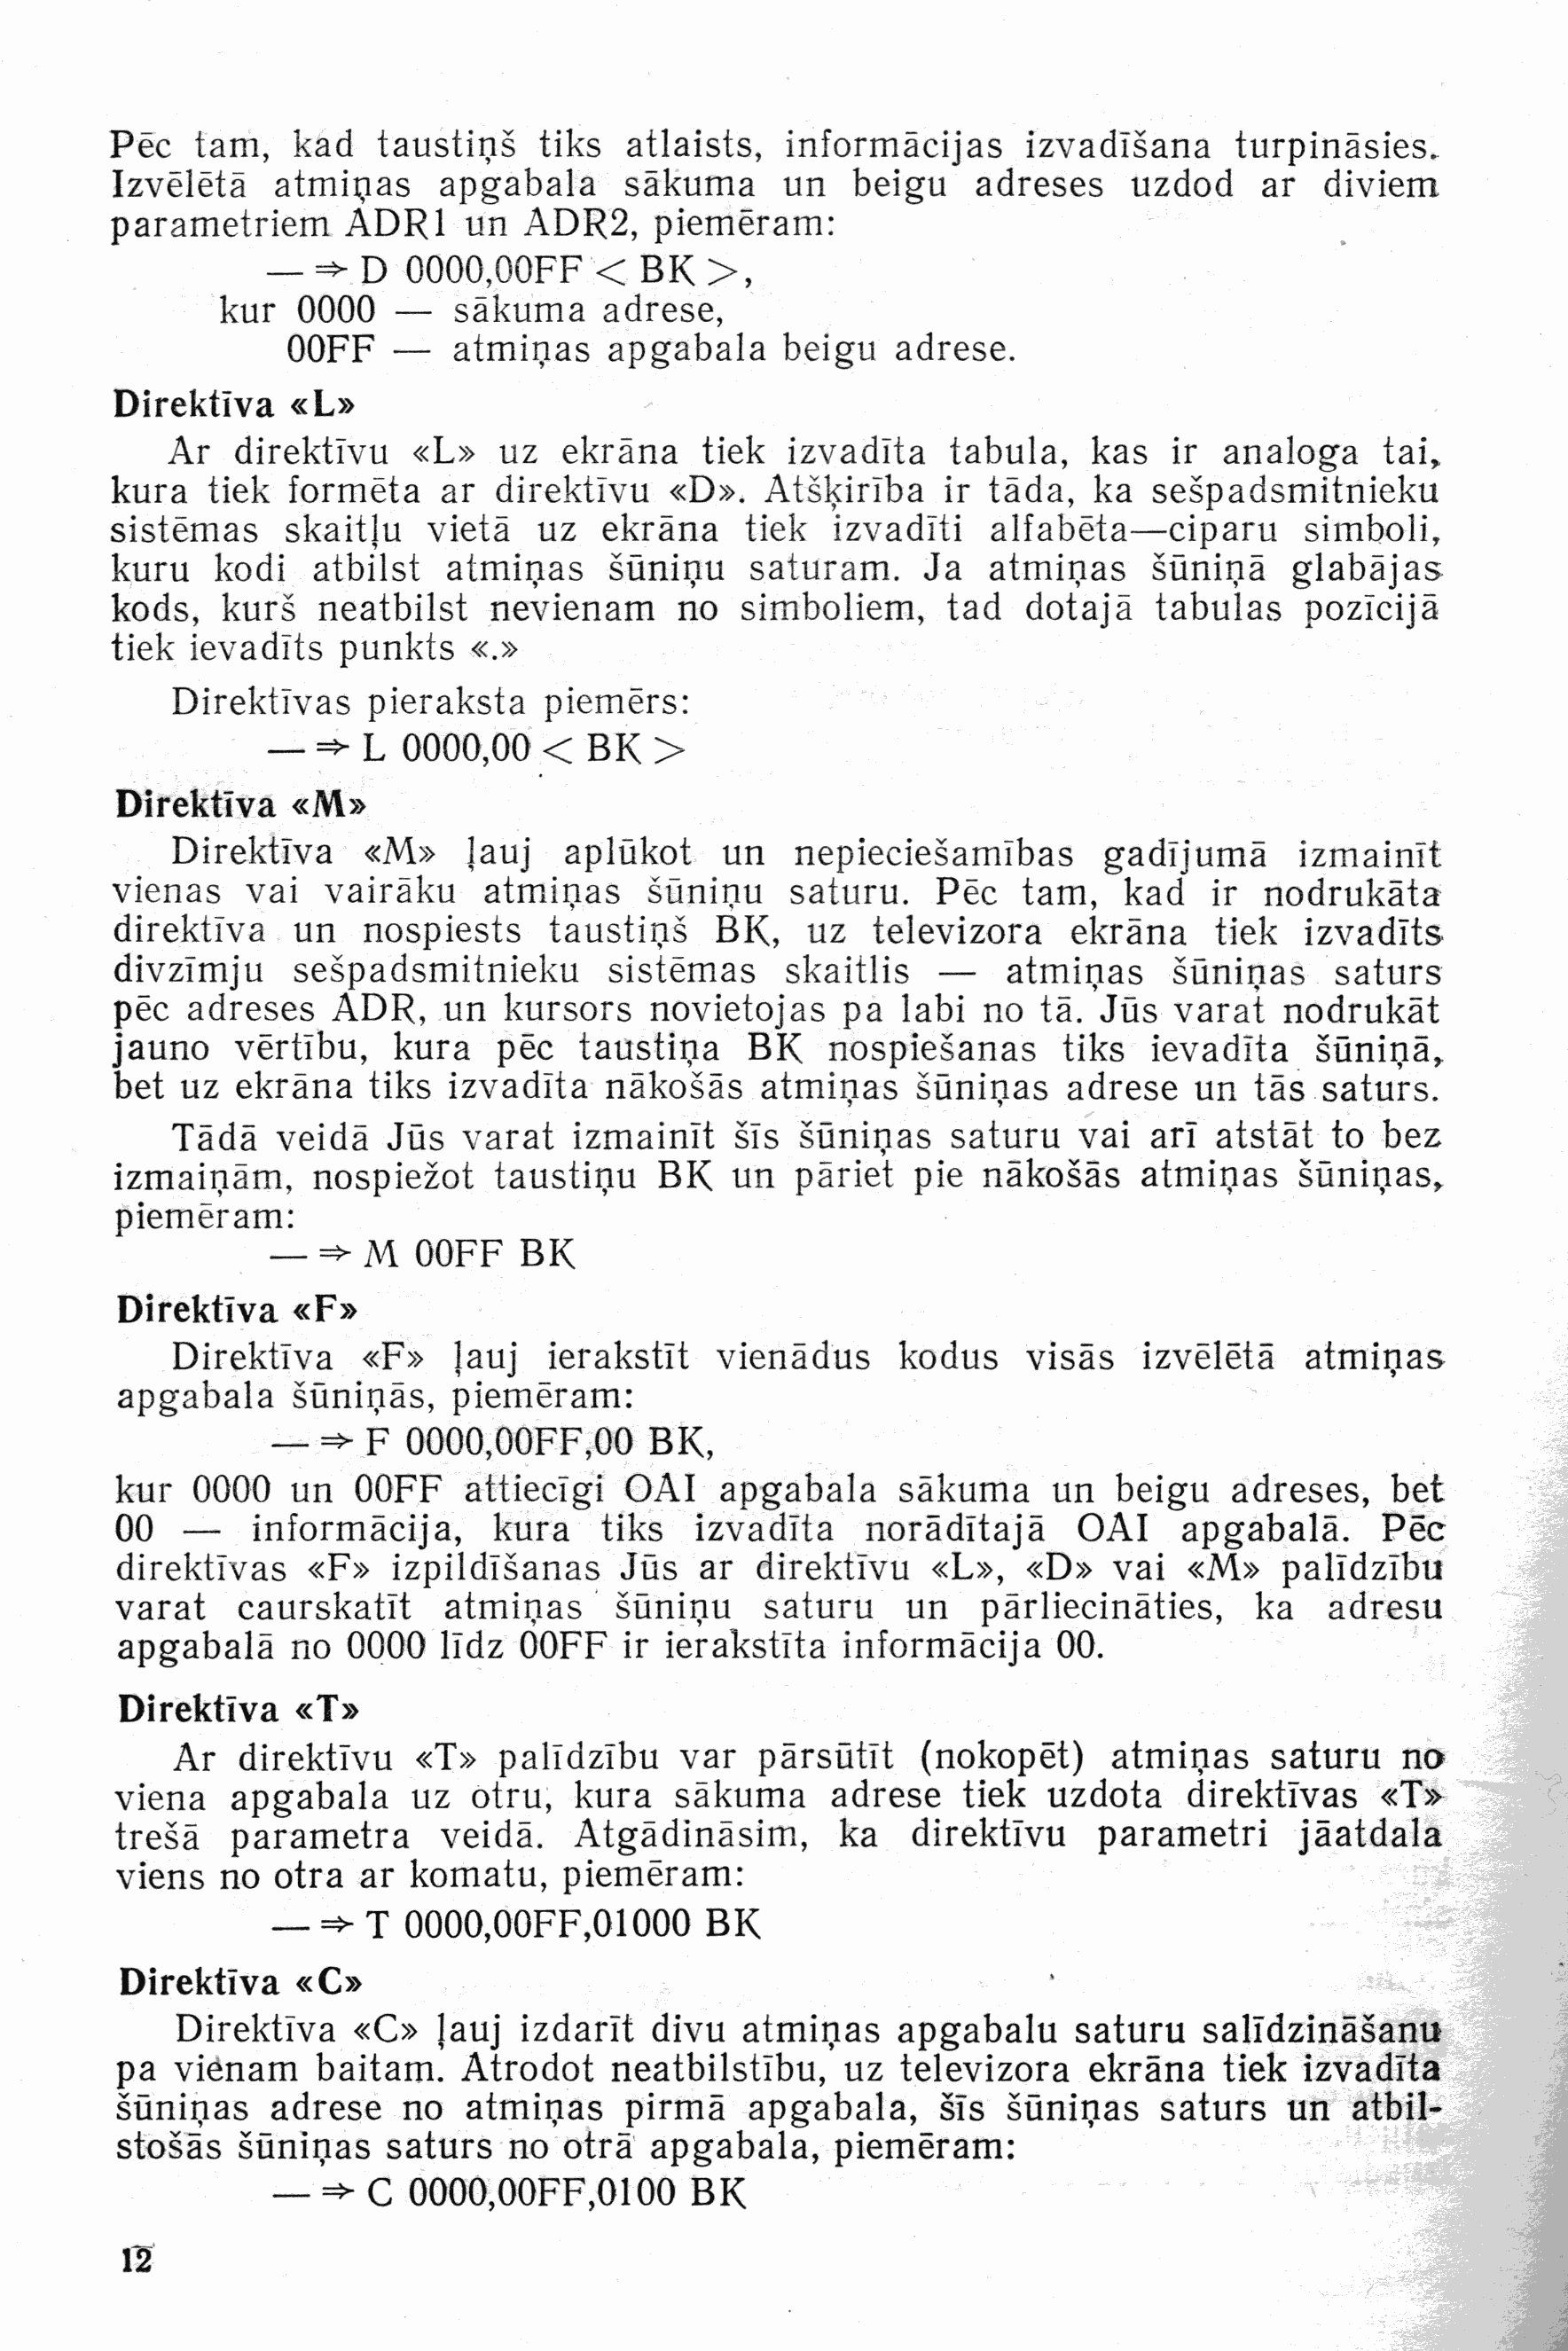 Pēc tam, kad taustiņš tiks atlaists, informācijas izvadīšana turpināsies.
Izvēlētā atmiņas apgabala sākuma un beigu adreses uzdod ar diviem
parametriem ADR1 un ADR2, piemēram:
— ⇒ D 0000,00FF < BK >,
kur 0000 — sākuma adrese,
00FF — atmiņas apgabala beigu adrese.
Direktīva «L»
Ar direktīvu «L» uz ekrāna tiek izvadīta tabula, kas ir analoga tai,
kura tiek formēta ar direktīvu «D». Atšķirība ir tāda, ka sešpadsmitnieku
sistēmas skaitļu vietā uz ekrāna tiek izvadīti alfabēta—ciparu simboli,
kuru kodi atbilst atmiņas šūniņu saturam. Ja atmiņas šūniņā glabājas
kods, kurš neatbilst nevienam no simboliem, tad dotajā tabulas pozīcijā
tiek ievadīts punkts «.»
Direktīvas pieraksta piemērs:
— ⇒ L 0000,00 < BK >
Direktīva «M»
Direktīva «M» ļauj aplūkot un nepieciešamības gadījumā izmainīt
vienas vai vairāku atmiņas šūniņu saturu. Pēc tam, kad ir nodrukāta
direktīva un nospiests taustiņš BK, uz televizora ekrāna tiek izvadīts
divzīmju sešpadsmitnieku sistēmas skaitlis — atmiņas šūniņas saturs
pēc adreses ADR, un kursors novietojas pa labi no tā. Jūs varat nodrukāt
jauno vērtību, kura pēc taustiņa BK nospiešanas tiks ievadīta šūniņā,
bet uz ekrāna tiks izvadīta nākošās atmiņas šūniņas adrese un tās saturs.
Tādā veidā Jūs varat izmainīt šīs šūniņas saturu vai arī atstāt to bez
izmaiņām, nospiežot taustiņu BK un pāriet pie nākošās atmiņas šūniņas,
piemēram:
— ⇒ M 00FF BK
Direktīva «F»
Direktīva «F» ļauj ierakstīt vienādus kodus visās izvēlētā atmiņas
apgabala šūniņās, piemēram:
— ⇒ F 0000,00FF,00 BK,
kur 0000 un 00FF attiecīgi OAI apgabala sākuma un beigu adreses, bet
00 — informācija, kura tiks izvadīta norādītajā OAI apgabalā. Pēc
direktīvas «F» izpildīšanas Jūs ar direktīvu «L», «D» vai «M» palīdzību
varat caurskatīt atmiņas šūniņu saturu un pārliecināties, ka adresu
apgabalā no 0000 līdz 00FF ir ierakstīta informācija 00.
Direktīva «T»
Ar direktīvu «T» palīdzību var pārsūtīt (nokopēt) atmiņas saturu no
viena apgabala uz otru, kura sākuma adrese tiek uzdota direktīvas «T»
trešā parametra veidā. Atgādināsim, ka direktīvu parametri jāatdala
viens no otra ar komatu, piemēram:
— ⇒ T 0000,00FF,01000 BK
Direktīva «C»
Direktīva «C» ļauj izdarīt divu atmiņas apgabalu saturu salīdzināšanu
pa vienam baitam. Atrodot neatbilstību, uz televizora ekrāna tiek izvadīta
šūniņas adrese no atmiņas pirmā apgabala, šīs šūniņas saturs un atbil-
stošās šūniņas saturs no otrā apgabala, piemēram:
— ⇒ C 0000,00FF,0100 BK
12